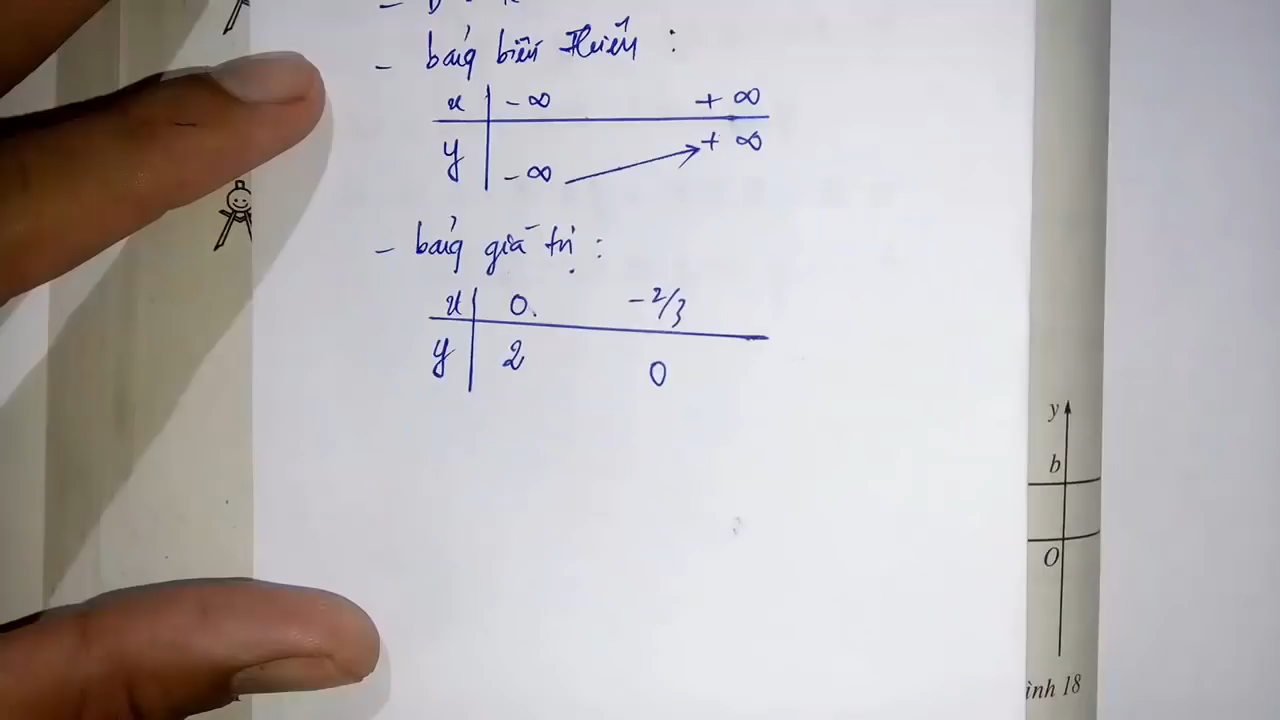 - bảng biến thiên :
x | -∞ +∞
y | -∞ +∞
- bảng giá trị :
x | 0 -2/3
y | 2 0
y
b
O
ình 18